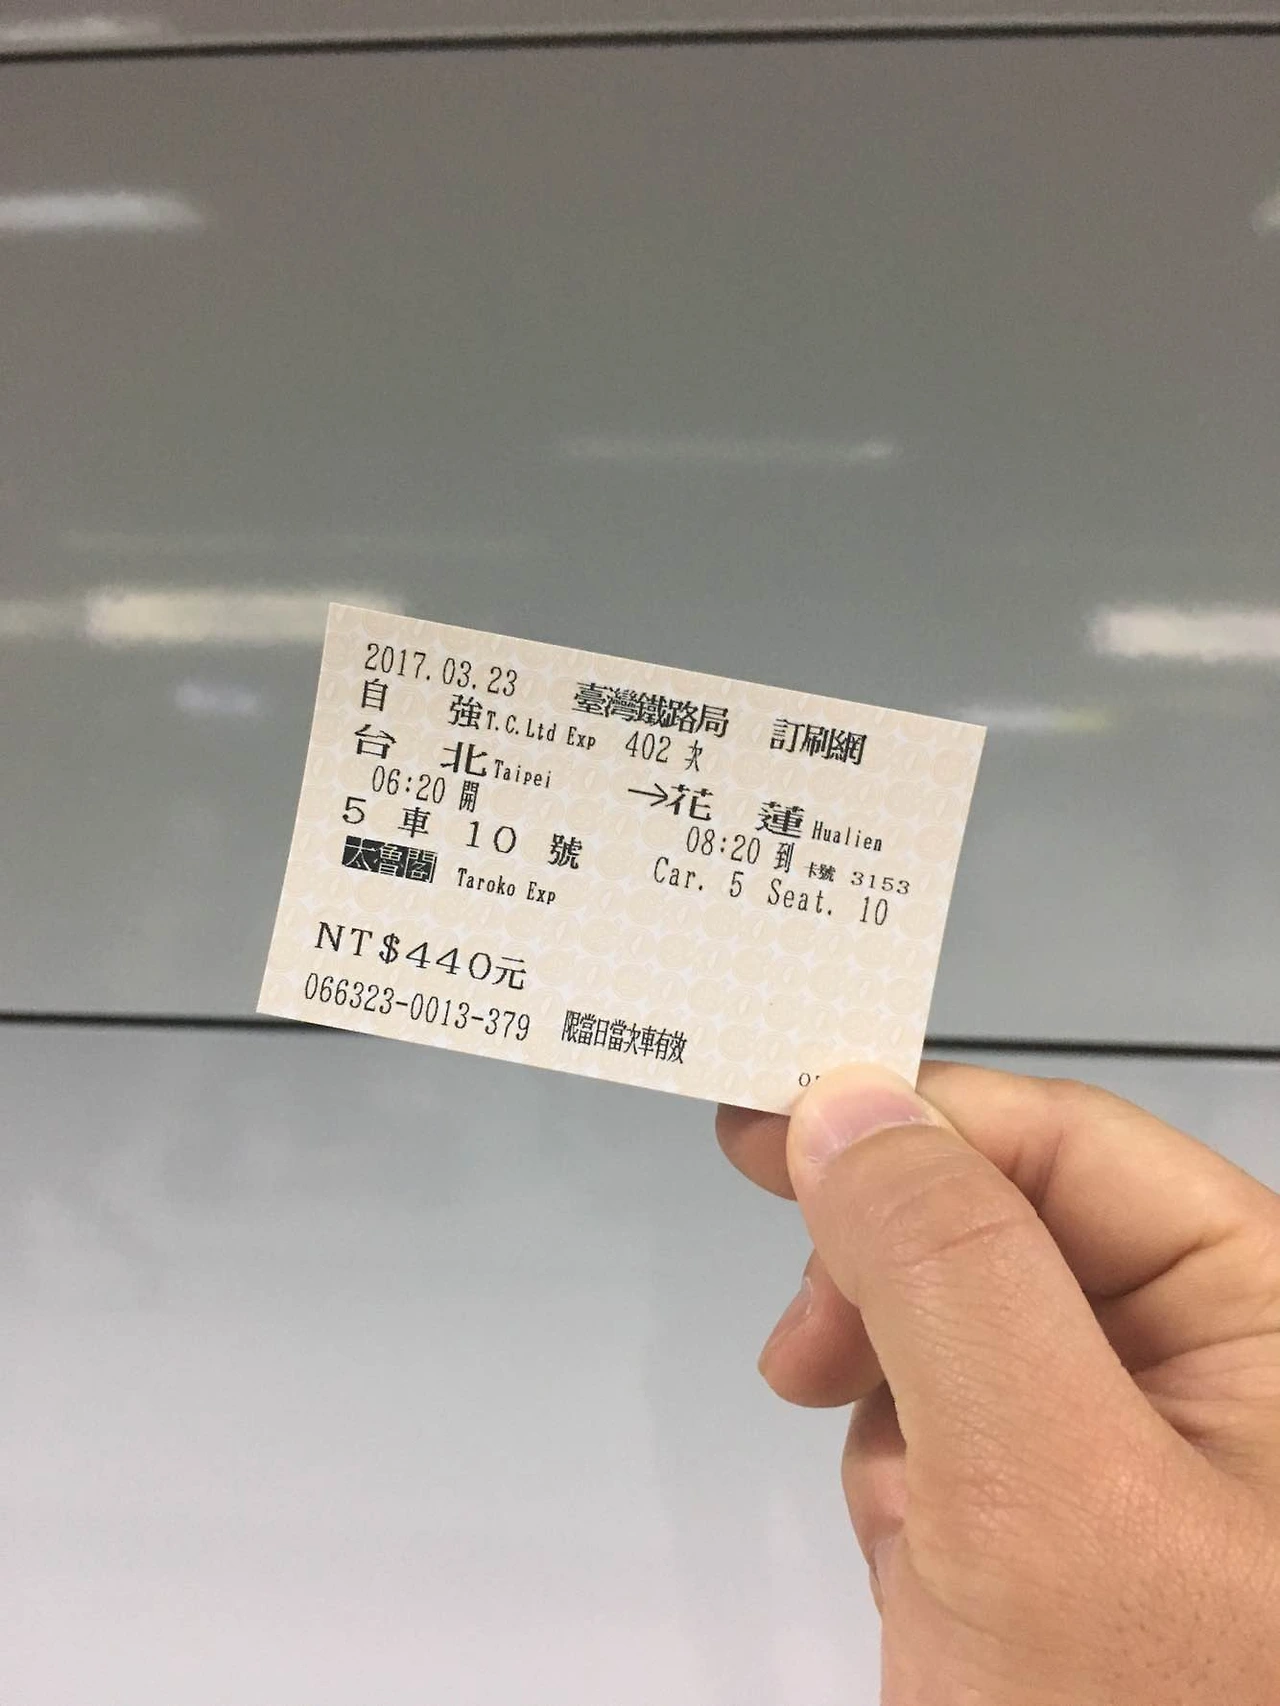 2017.03.23 臺灣鐵路局 訂刷網
自 強 T.C.Ltd Exp 402 次
台 北 Taipei →花 蓮 Hualien
06:20 開 08:20 到 卡號 3153
5 車 10 號 Car. 5 Seat. 10
太魯閣 Taroko Exp
NT$440元
066323-0013-379 限當日當次車有效